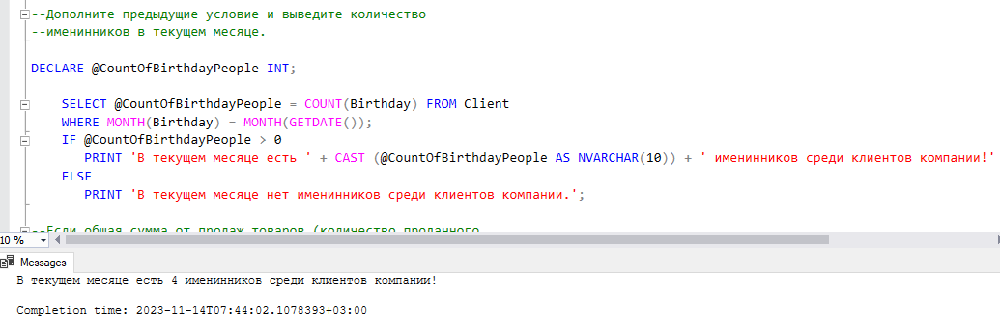 --Дополните предыдущие условие и выведите количество
--именинников в текущем месяце.
DECLARE @CountOfBirthdayPeople INT;
SELECT @CountOfBirthdayPeople = COUNT(Birthday) FROM Client
WHERE MONTH(Birthday) = MONTH(GETDATE());
IF @CountOfBirthdayPeople > 0
PRINT 'В текущем месяце есть ' + CAST (@CountOfBirthdayPeople AS NVARCHAR(10)) + ' именинников среди клиентов компании!'
ELSE
PRINT 'В текущем месяце нет именинников среди клиентов компании.';
--Если общая сумма от продаж товаров (количество проданного
10 %
Messages
В текущем месяце есть 4 именинников среди клиентов компании!
Completion time: 2023-11-14T07:44:02.1078393+03:00